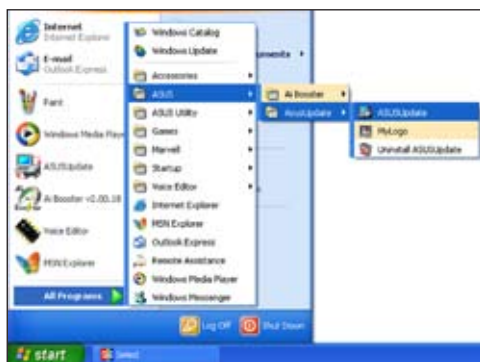 Internet
Internet Explorer
E-mail
Outlook Express
Paint
Windows Media Player
ASUSUpdate
Ai Booster v2.00.18
Voice Editor
MSN Explorer
All Programs
Windows Catalog
Windows Update
Accessories
ASUS
ASUS Utility
Games
Marvell
Startup
Voice Editor
Internet Explorer
MSN Explorer
Outlook Express
Remote Assistance
Windows Media Player
Windows Messenger
Ai Booster
AsusUpdate
ASUSUpdate
MyLogo
Uninstall ASUSUpdate
Log Off
Shut Down
start